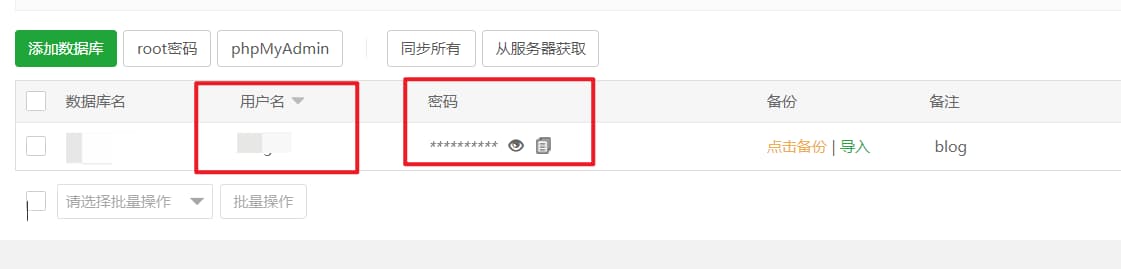 添加数据库 root密码 phpMyAdmin 同步所有 从服务器获取
数据库名 用户名 密码 备份 备注
********** 点击备份 | 导入 blog
请选择批量操作 批量操作